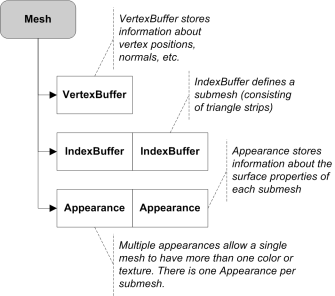 Mesh
VertexBuffer stores
information about
vertex positions,
normals, etc.
VertexBuffer
IndexBuffer defines a
submesh (consisting
of triangle strips)
IndexBuffer IndexBuffer
Appearance stores
information about the
surface properties of
each submesh
Appearance Appearance
Multiple appearances allow a single
mesh to have more than one color or
texture. There is one Appearance per
submesh.